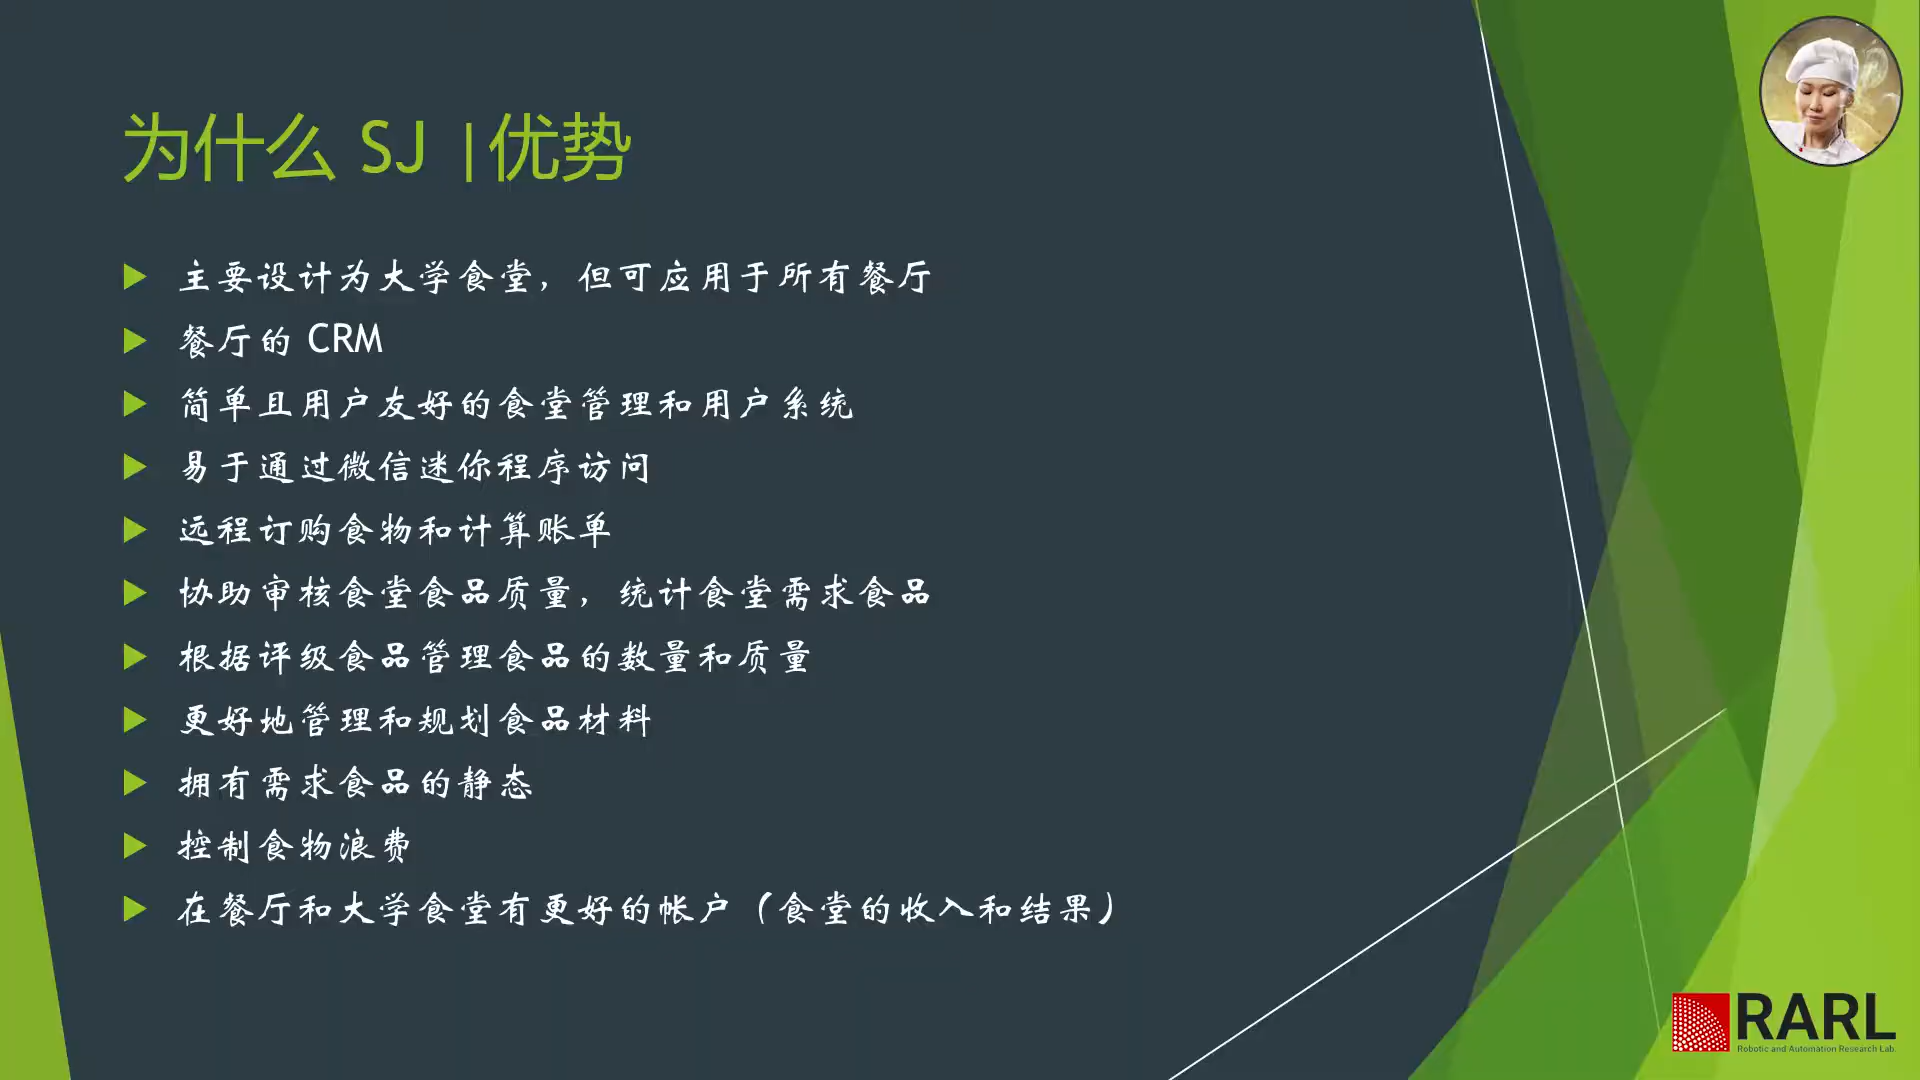 为什么 SJ |优势
主要设计为大学食堂，但可应用于所有餐厅
餐厅的 CRM
简单且用户友好的食堂管理和用户系统
易于通过微信迷你程序访问
远程订购食物和计算账单
协助审核食堂食品质量，统计食堂需求食品
根据评级食品管理食品的数量和质量
更好地管理和规划食品材料
拥有需求食品的静态
控制食物浪费
在餐厅和大学食堂有更好的帐户（食堂的收入和结果）
RARL
Robotic and Automation Research Lab.